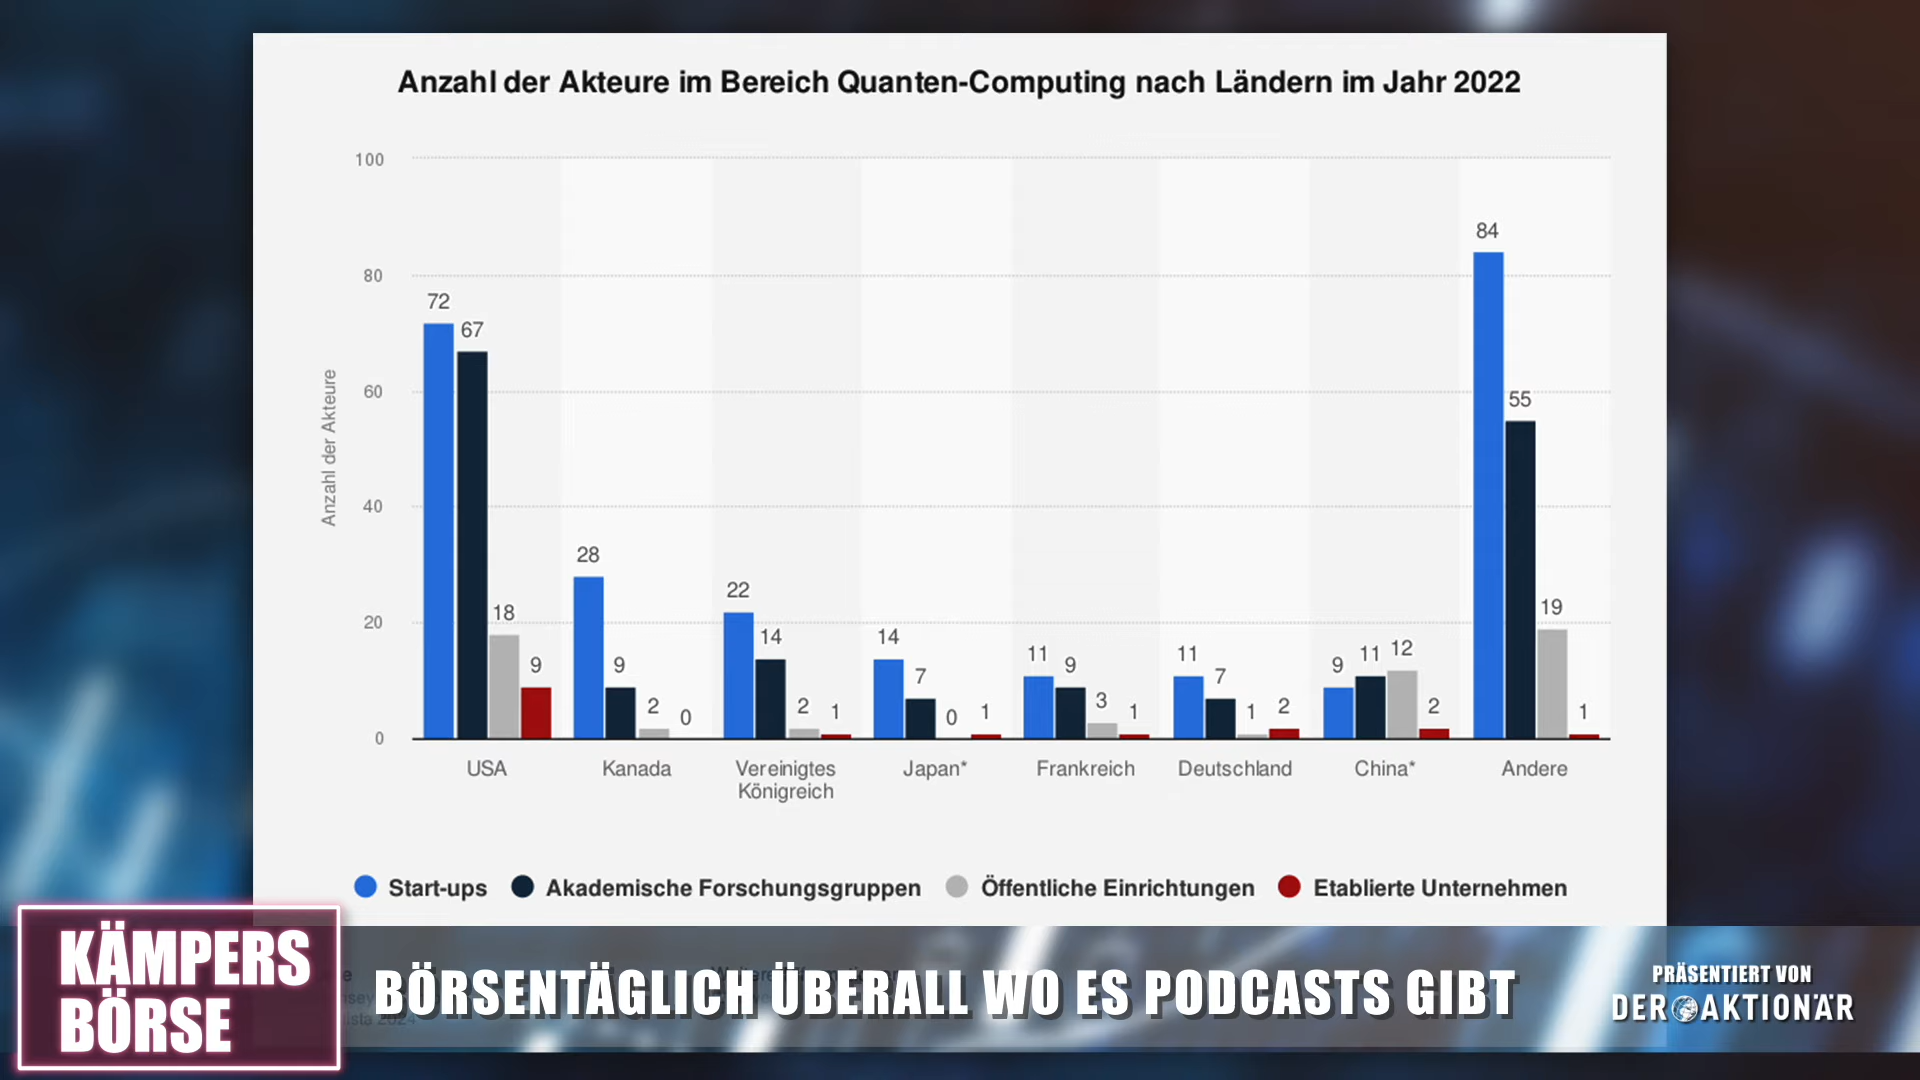 Anzahl der Akteure im Bereich Quanten-Computing nach Ländern im Jahr 2022
Anzahl der Akteure
100
80
60
40
20
0
72
67
18
9
28
9
2
0
22
14
2
1
14
7
0
1
11
9
3
1
11
7
1
2
9
11
12
2
84
55
19
1
USA
Kanada
Vereinigtes
Königreich
Japan*
Frankreich
Deutschland
China*
Andere
Start-ups
Akademische Forschungsgruppen
Öffentliche Einrichtungen
Etablierte Unternehmen
KÄMPERS
BÖRSE
BÖRSENTÄGLICH ÜBERALL WO ES PODCASTS GIBT
PRÄSENTIERT VON
DER AKTIONÄR